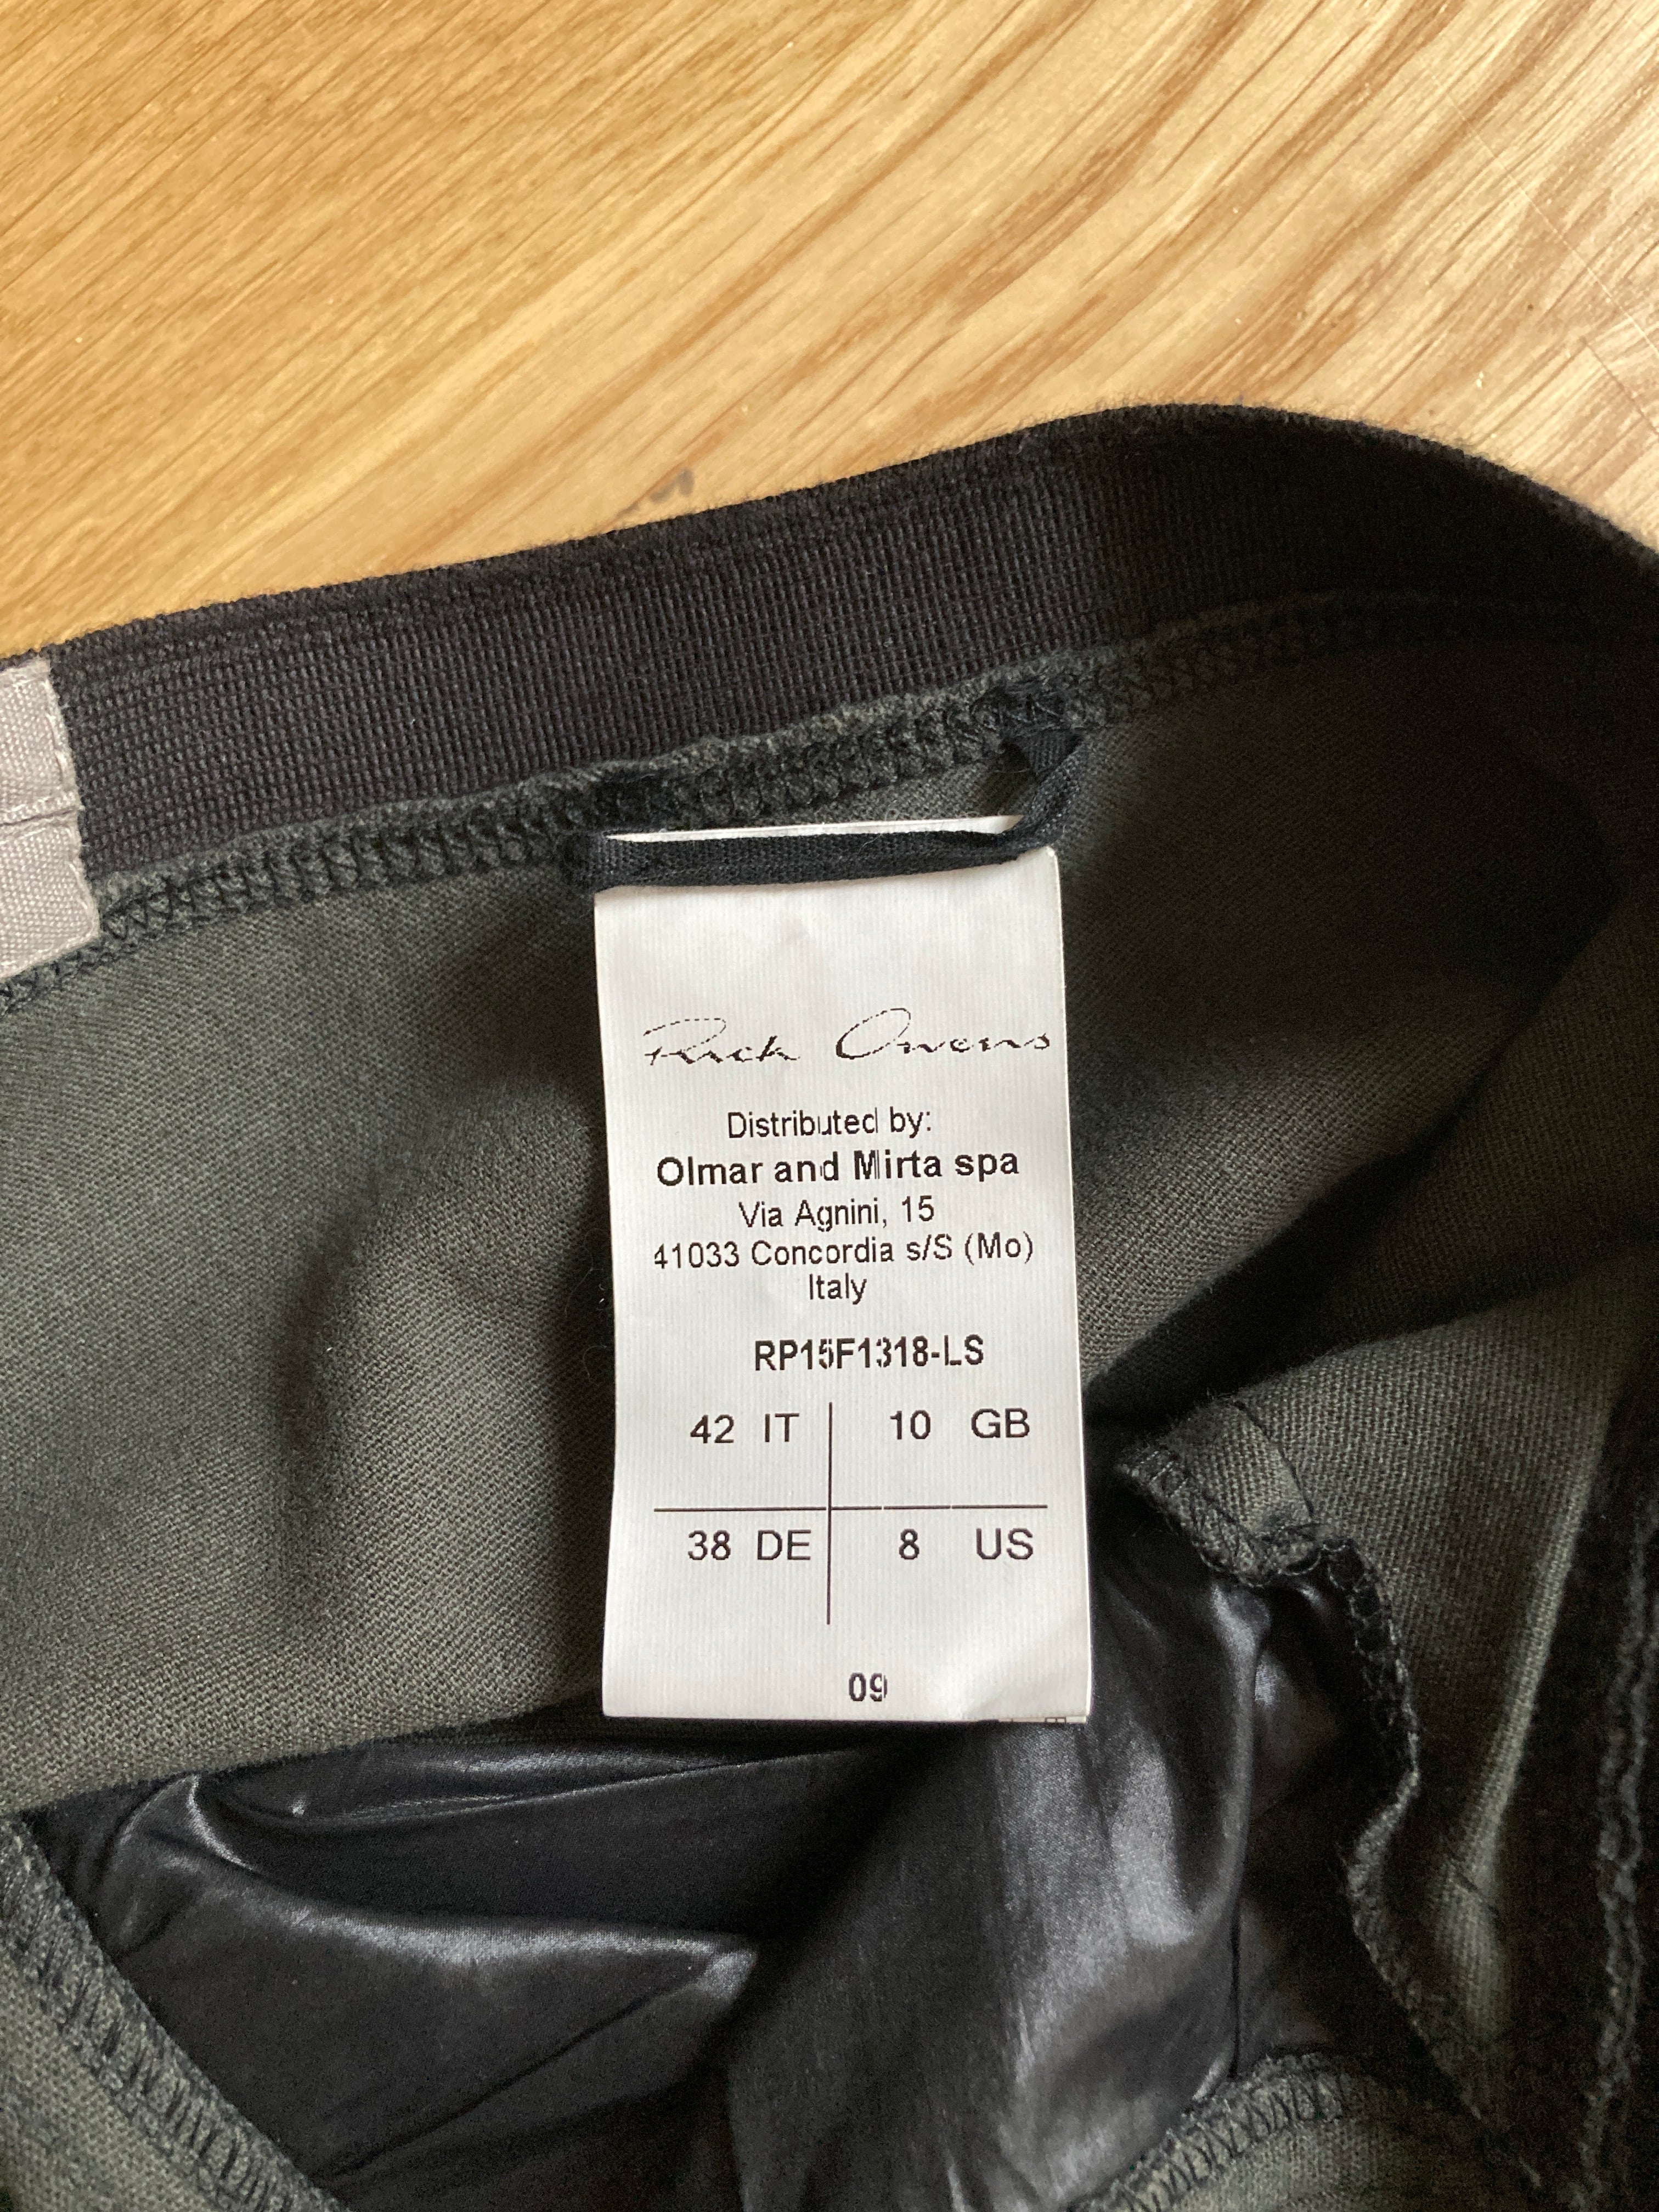 Rick Owens
Distributed by:
Olmar and Mirta spa
Via Agnini, 15
41033 Concordia s/S (Mo)
Italy
RP15F1318-LS
42 IT 10 GB
38 DE 8 US
09